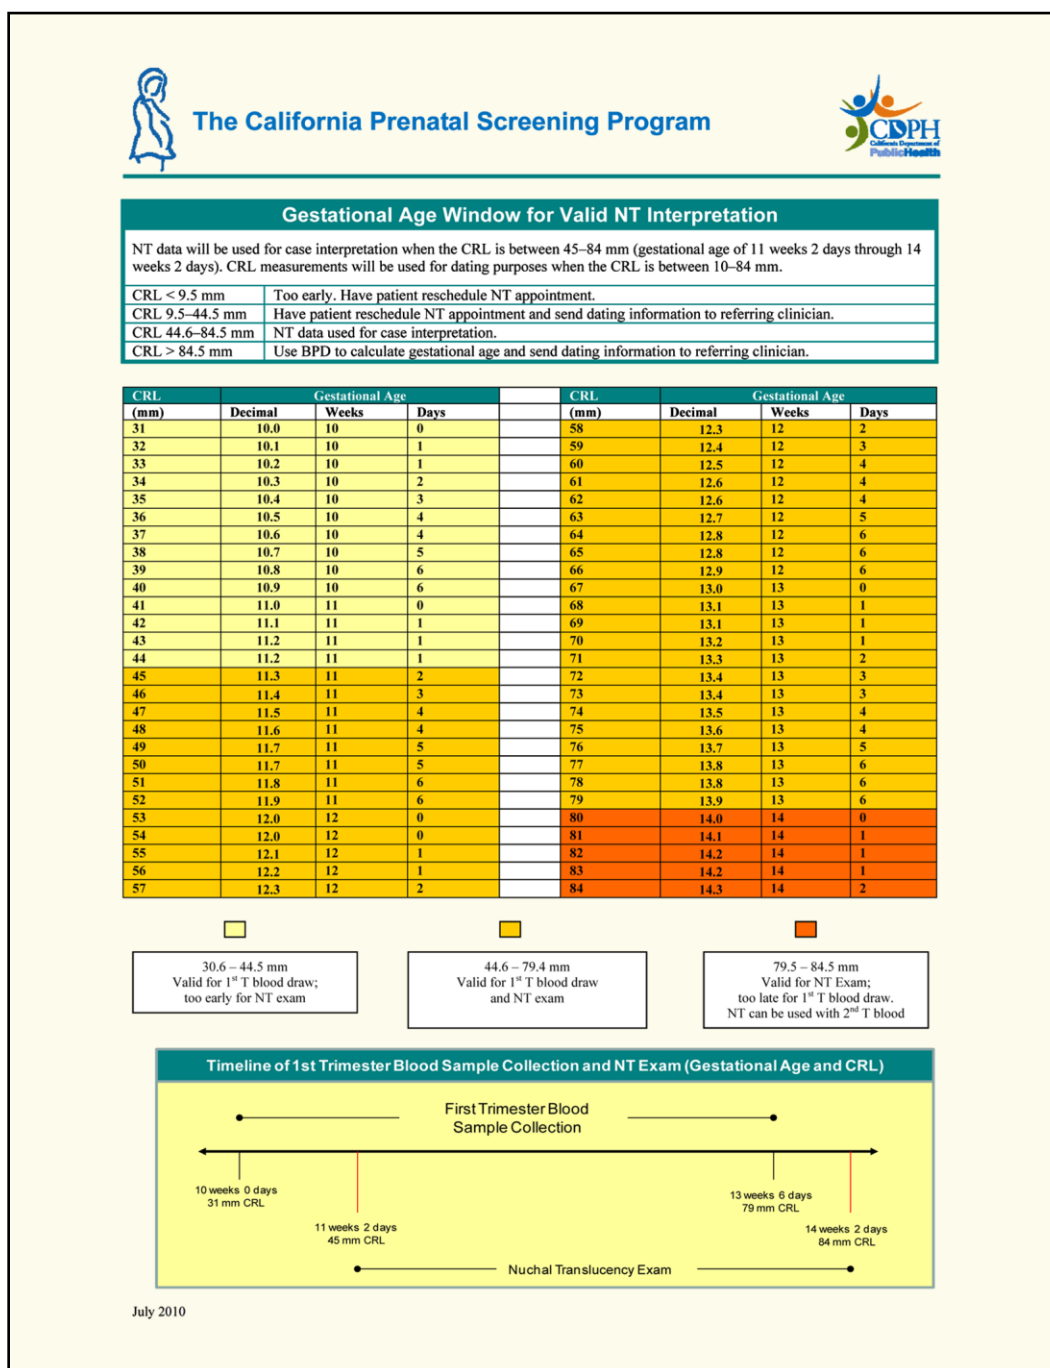 The California Prenatal Screening Program
CDPH
California Department of
PublicHealth
Gestational Age Window for Valid NT Interpretation
NT data will be used for case interpretation when the CRL is between 45–84 mm (gestational age of 11 weeks 2 days through 14
weeks 2 days). CRL measurements will be used for dating purposes when the CRL is between 10–84 mm.
CRL < 9.5 mm Too early. Have patient reschedule NT appointment.
CRL 9.5–44.5 mm Have patient reschedule NT appointment and send dating information to referring clinician.
CRL 44.6–84.5 mm NT data used for case interpretation.
CRL > 84.5 mm Use BPD to calculate gestational age and send dating information to referring clinician.
CRL Gestational Age CRL Gestational Age
(mm) Decimal Weeks Days (mm) Decimal Weeks Days
31 10.0 10 0 58 12.3 12 2
32 10.1 10 1 59 12.4 12 3
33 10.2 10 1 60 12.5 12 4
34 10.3 10 2 61 12.6 12 4
35 10.4 10 3 62 12.6 12 4
36 10.5 10 4 63 12.7 12 5
37 10.6 10 4 64 12.8 12 6
38 10.7 10 5 65 12.8 12 6
39 10.8 10 6 66 12.9 12 6
40 10.9 10 6 67 13.0 13 0
41 11.0 11 0 68 13.1 13 1
42 11.1 11 1 69 13.1 13 1
43 11.2 11 1 70 13.2 13 1
44 11.2 11 1 71 13.3 13 2
45 11.3 11 2 72 13.4 13 3
46 11.4 11 3 73 13.4 13 3
47 11.5 11 4 74 13.5 13 4
48 11.6 11 4 75 13.6 13 4
49 11.7 11 5 76 13.7 13 5
50 11.7 11 5 77 13.8 13 6
51 11.8 11 6 78 13.8 13 6
52 11.9 11 6 79 13.9 13 6
53 12.0 12 0 80 14.0 14 0
54 12.0 12 0 81 14.1 14 1
55 12.1 12 1 82 14.2 14 1
56 12.2 12 1 83 14.2 14 1
57 12.3 12 2 84 14.3 14 2
30.6 – 44.5 mm
Valid for 1st T blood draw;
too early for NT exam
44.6 – 79.4 mm
Valid for 1st T blood draw
and NT exam
79.5 – 84.5 mm
Valid for NT Exam;
too late for 1st T blood draw.
NT can be used with 2nd T blood
Timeline of 1st Trimester Blood Sample Collection and NT Exam (Gestational Age and CRL)
First Trimester Blood
Sample Collection
10 weeks 0 days
31 mm CRL
13 weeks 6 days
79 mm CRL
11 weeks 2 days
45 mm CRL
14 weeks 2 days
84 mm CRL
Nuchal Translucency Exam
July 2010